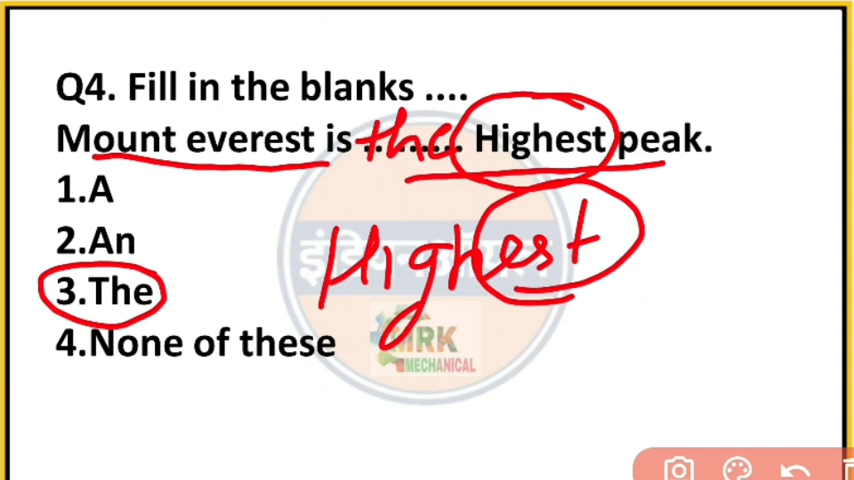 Q4. Fill in the blanks ....
Mount everest is the ......... Highest peak.
1.A
2.An
Highest
3.The
4.None of these
MRK
MECHANICAL